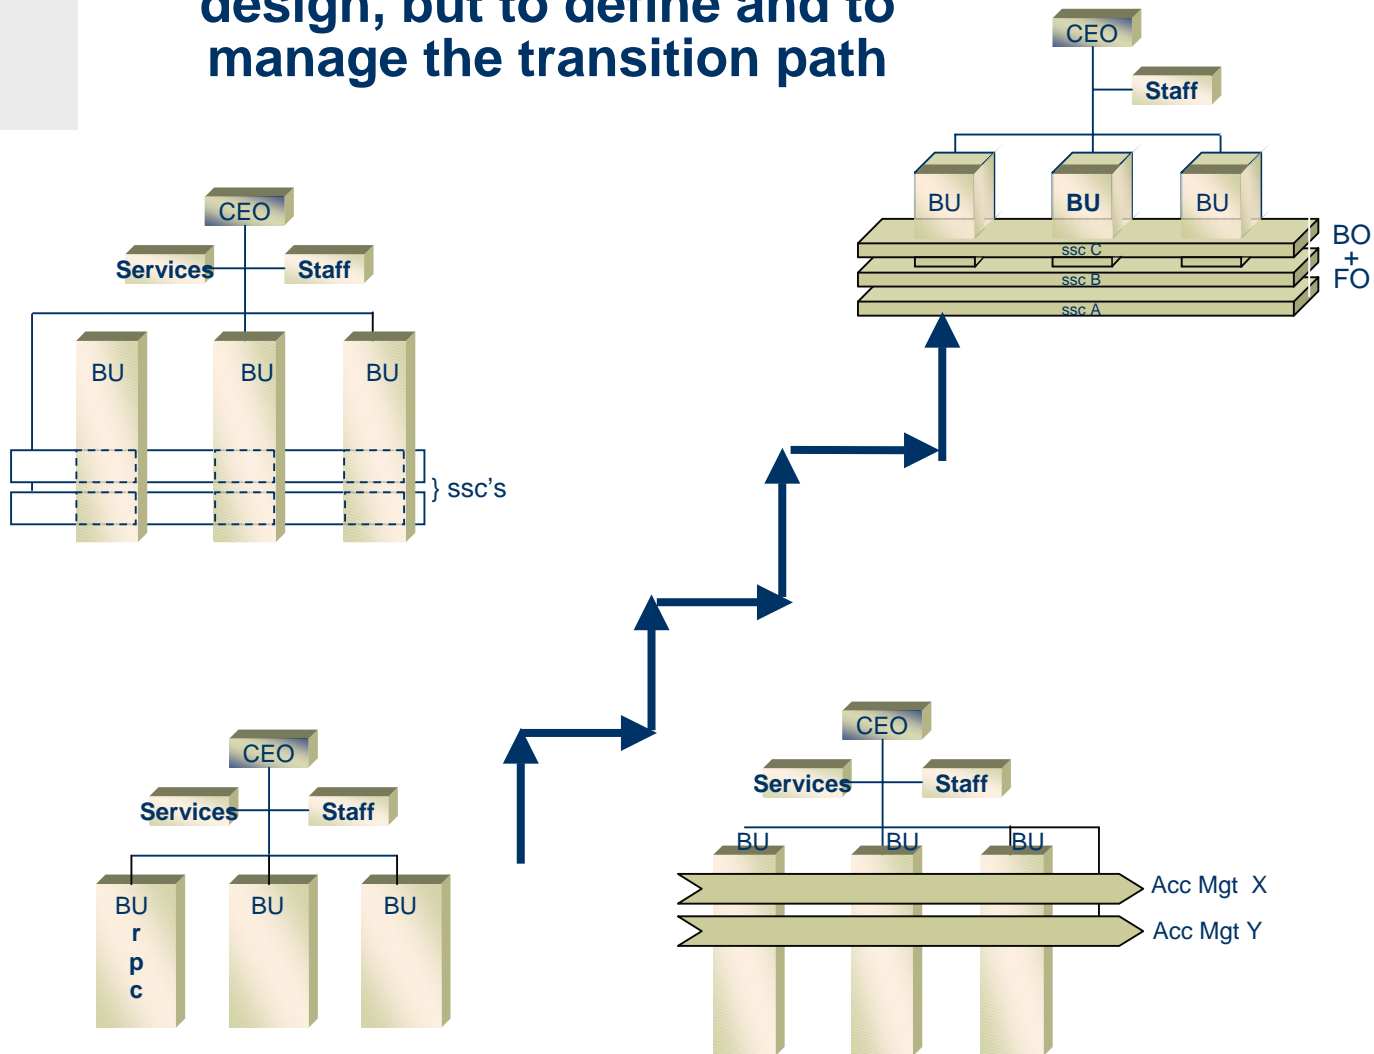 design, but to define and to
manage the transition path
CEO
Staff
BU
BU
BU
ssc C
ssc B
ssc A
BO
+
FO
CEO
Services
Staff
BU
BU
BU
} ssc's
CEO
Services
Staff
BU
BU
BU
r
p
c
CEO
Services
Staff
BU
BU
BU
Acc Mgt X
Acc Mgt Y